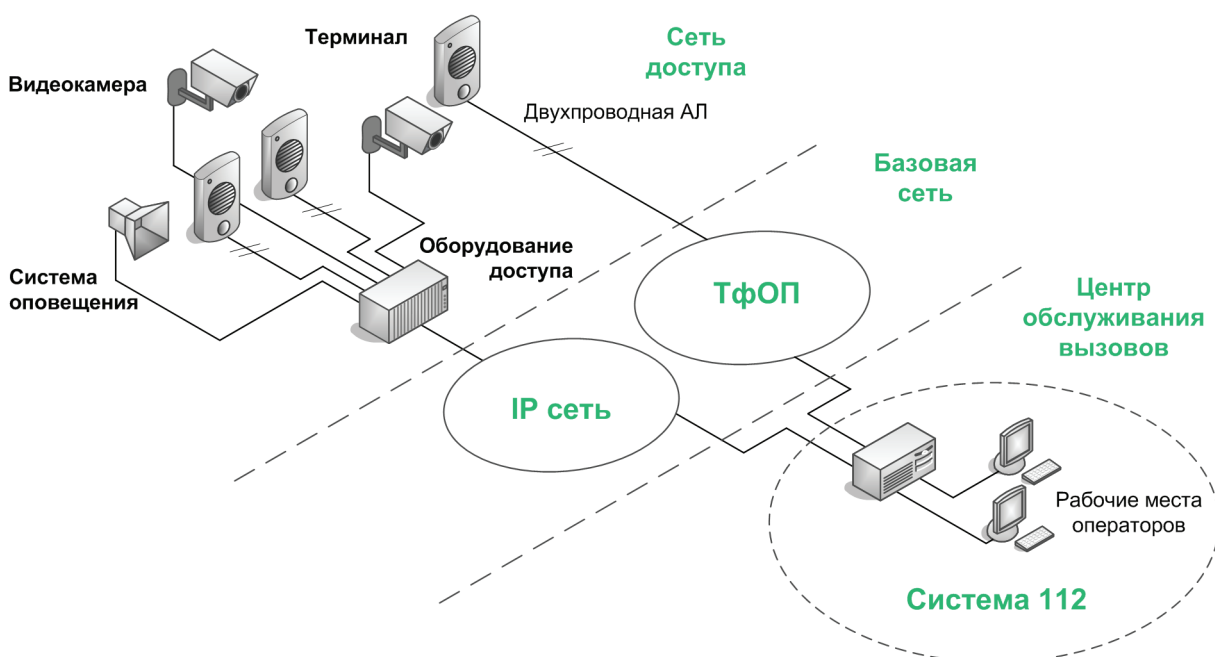 Терминал
Сеть
доступа
Видеокамера
Двухпроводная АЛ
Базовая
сеть
Оборудование
доступа
Система
оповещения
ТфОП
Центр
обслуживания
вызовов
IP сеть
Рабочие места
операторов
Система 112